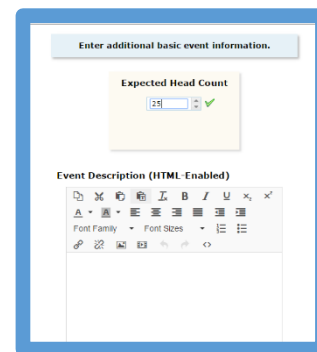 Enter additional basic event information.
Expected Head Count
25
Event Description (HTML-Enabled)
Font Family Font Sizes